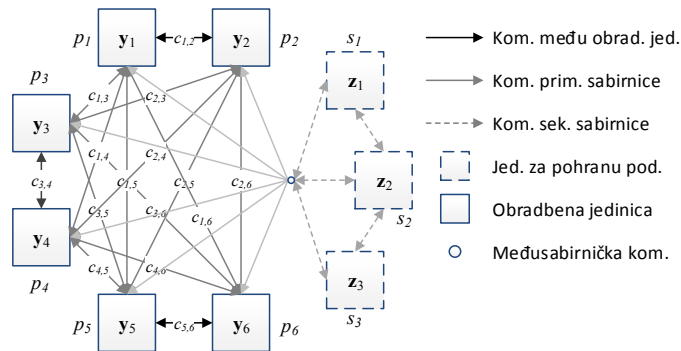 p1 y1 c1,2 y2 p2
s1
z1
p3
y3
c1,3 c2,3
c1,4 c2,4
c3,4 c1,5 c2,5 c2,6
z2
s2
c3,5 c3,6 c1,6
y4
p4
c4,5 c4,6
z3
s3
p5 y5 c5,6 y6 p6
Kom. među obrad. jed.
Kom. prim. sabirnice
Kom. sek. sabirnice
Jed. za pohranu pod.
Obradbena jedinica
Međusabirnička kom.